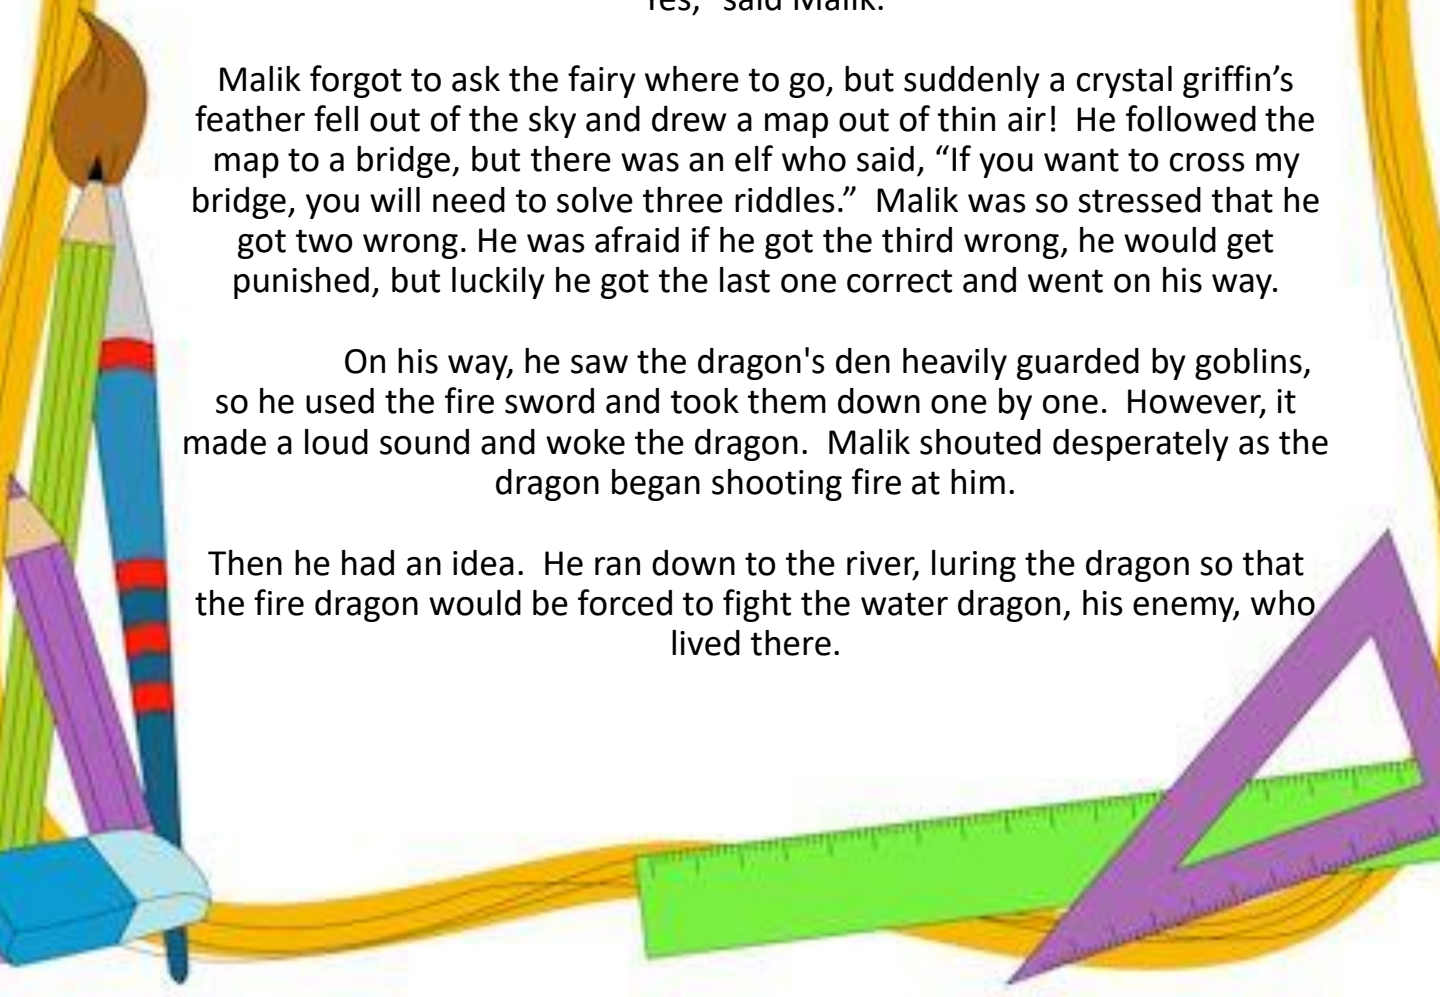 Yes," said Malik.
Malik forgot to ask the fairy where to go, but suddenly a crystal griffin’s
feather fell out of the sky and drew a map out of thin air!  He followed the
map to a bridge, but there was an elf who said, “If you want to cross my
bridge, you will need to solve three riddles.”  Malik was so stressed that he
got two wrong. He was afraid if he got the third wrong, he would get
punished, but luckily he got the last one correct and went on his way.
On his way, he saw the dragon's den heavily guarded by goblins,
so he used the fire sword and took them down one by one.  However, it
made a loud sound and woke the dragon.  Malik shouted desperately as the
dragon began shooting fire at him.
Then he had an idea.  He ran down to the river, luring the dragon so that
the fire dragon would be forced to fight the water dragon, his enemy, who
lived there.